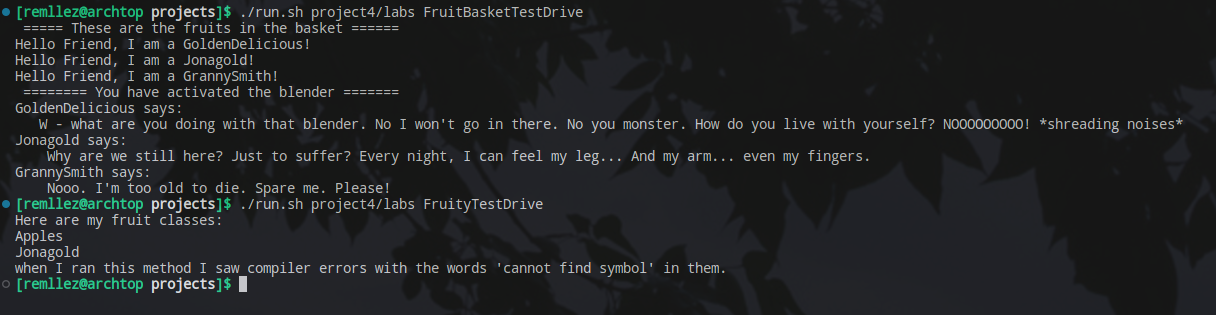 [remllez@archtop projects]$ ./run.sh project4/labs FruitBasketTestDrive
===== These are the fruits in the basket ======
Hello Friend, I am a GoldenDelicious!
Hello Friend, I am a Jonagold!
Hello Friend, I am a GrannySmith!
======== You have activated the blender =======
GoldenDelicious says:
W - what are you doing with that blender. No I won't go in there. No you monster. How do you live with yourself? NOOOOOOOOO! *shreading noises*
Jonagold says:
Why are we still here? Just to suffer? Every night, I can feel my leg... And my arm... even my fingers.
GrannySmith says:
Nooo. I'm too old to die. Spare me. Please!
[remllez@archtop projects]$ ./run.sh project4/labs FruityTestDrive
Here are my fruit classes:
Apples
Jonagold
when I ran this method I saw compiler errors with the words 'cannot find symbol' in them.
[remllez@archtop projects]$